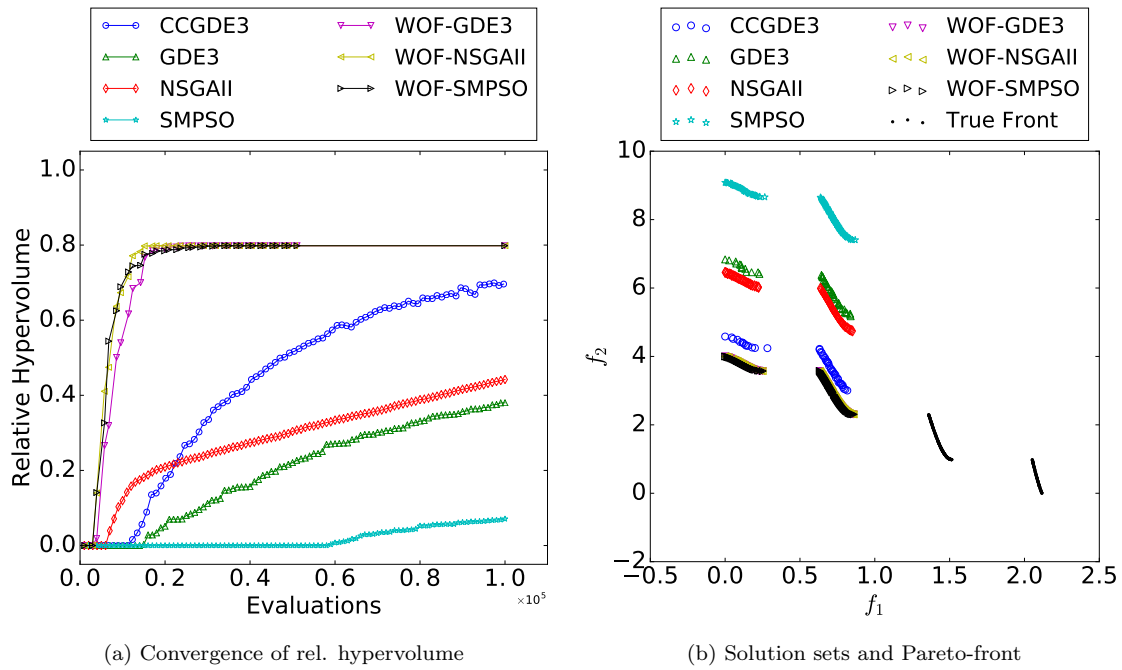 CCGDE3
GDE3
NSGAII
SMPSO
WOF-GDE3
WOF-NSGAII
WOF-SMPSO
1.0
0.8
0.6
0.4
0.2
0.0
Relative Hypervolume
0.0 0.2 0.4 0.6 0.8 1.0
×10⁵
Evaluations
(a) Convergence of rel. hypervolume
CCGDE3
GDE3
NSGAII
SMPSO
WOF-GDE3
WOF-NSGAII
WOF-SMPSO
True Front
10
8
6
4
2
0
−2
f₂
−0.5 0.0 0.5 1.0 1.5 2.0 2.5
f₁
(b) Solution sets and Pareto-front